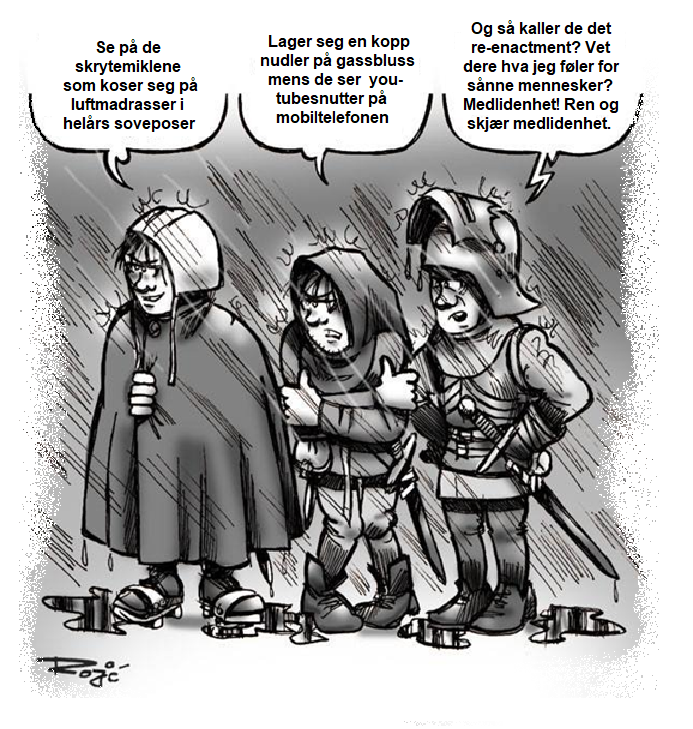 Se på de
skrytemiklene
som koser seg på
luftmadrasser i
helårs soveposer
Lager seg en kopp
nudler på gassbluss
mens de ser you-
tubesnutter på
mobiltelefonen
Og så kaller de det
re-enactment? Vet
dere hva jeg føler for
sånne mennesker?
Medlidenhet! Ren og
skjær medlidenhet.